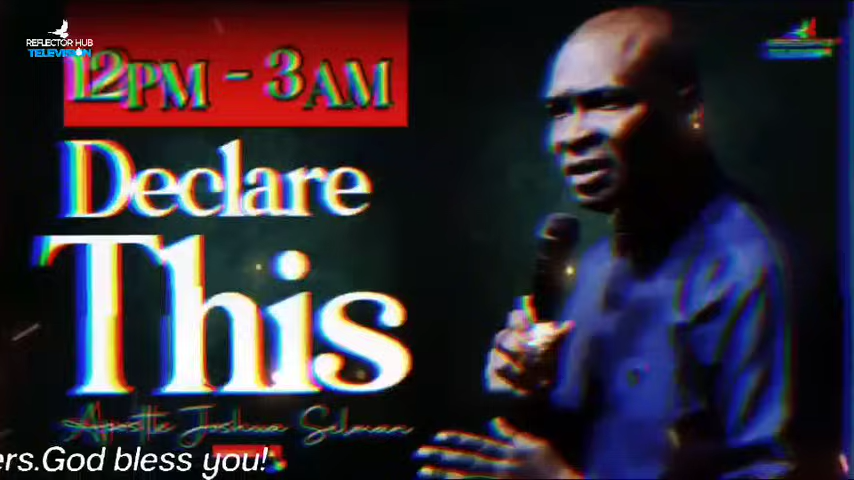 REFLECTOR HUB
TELEVISION
12PM - 3AM
Declare
This
Apostle Joshua Selman
ers.God bless you!